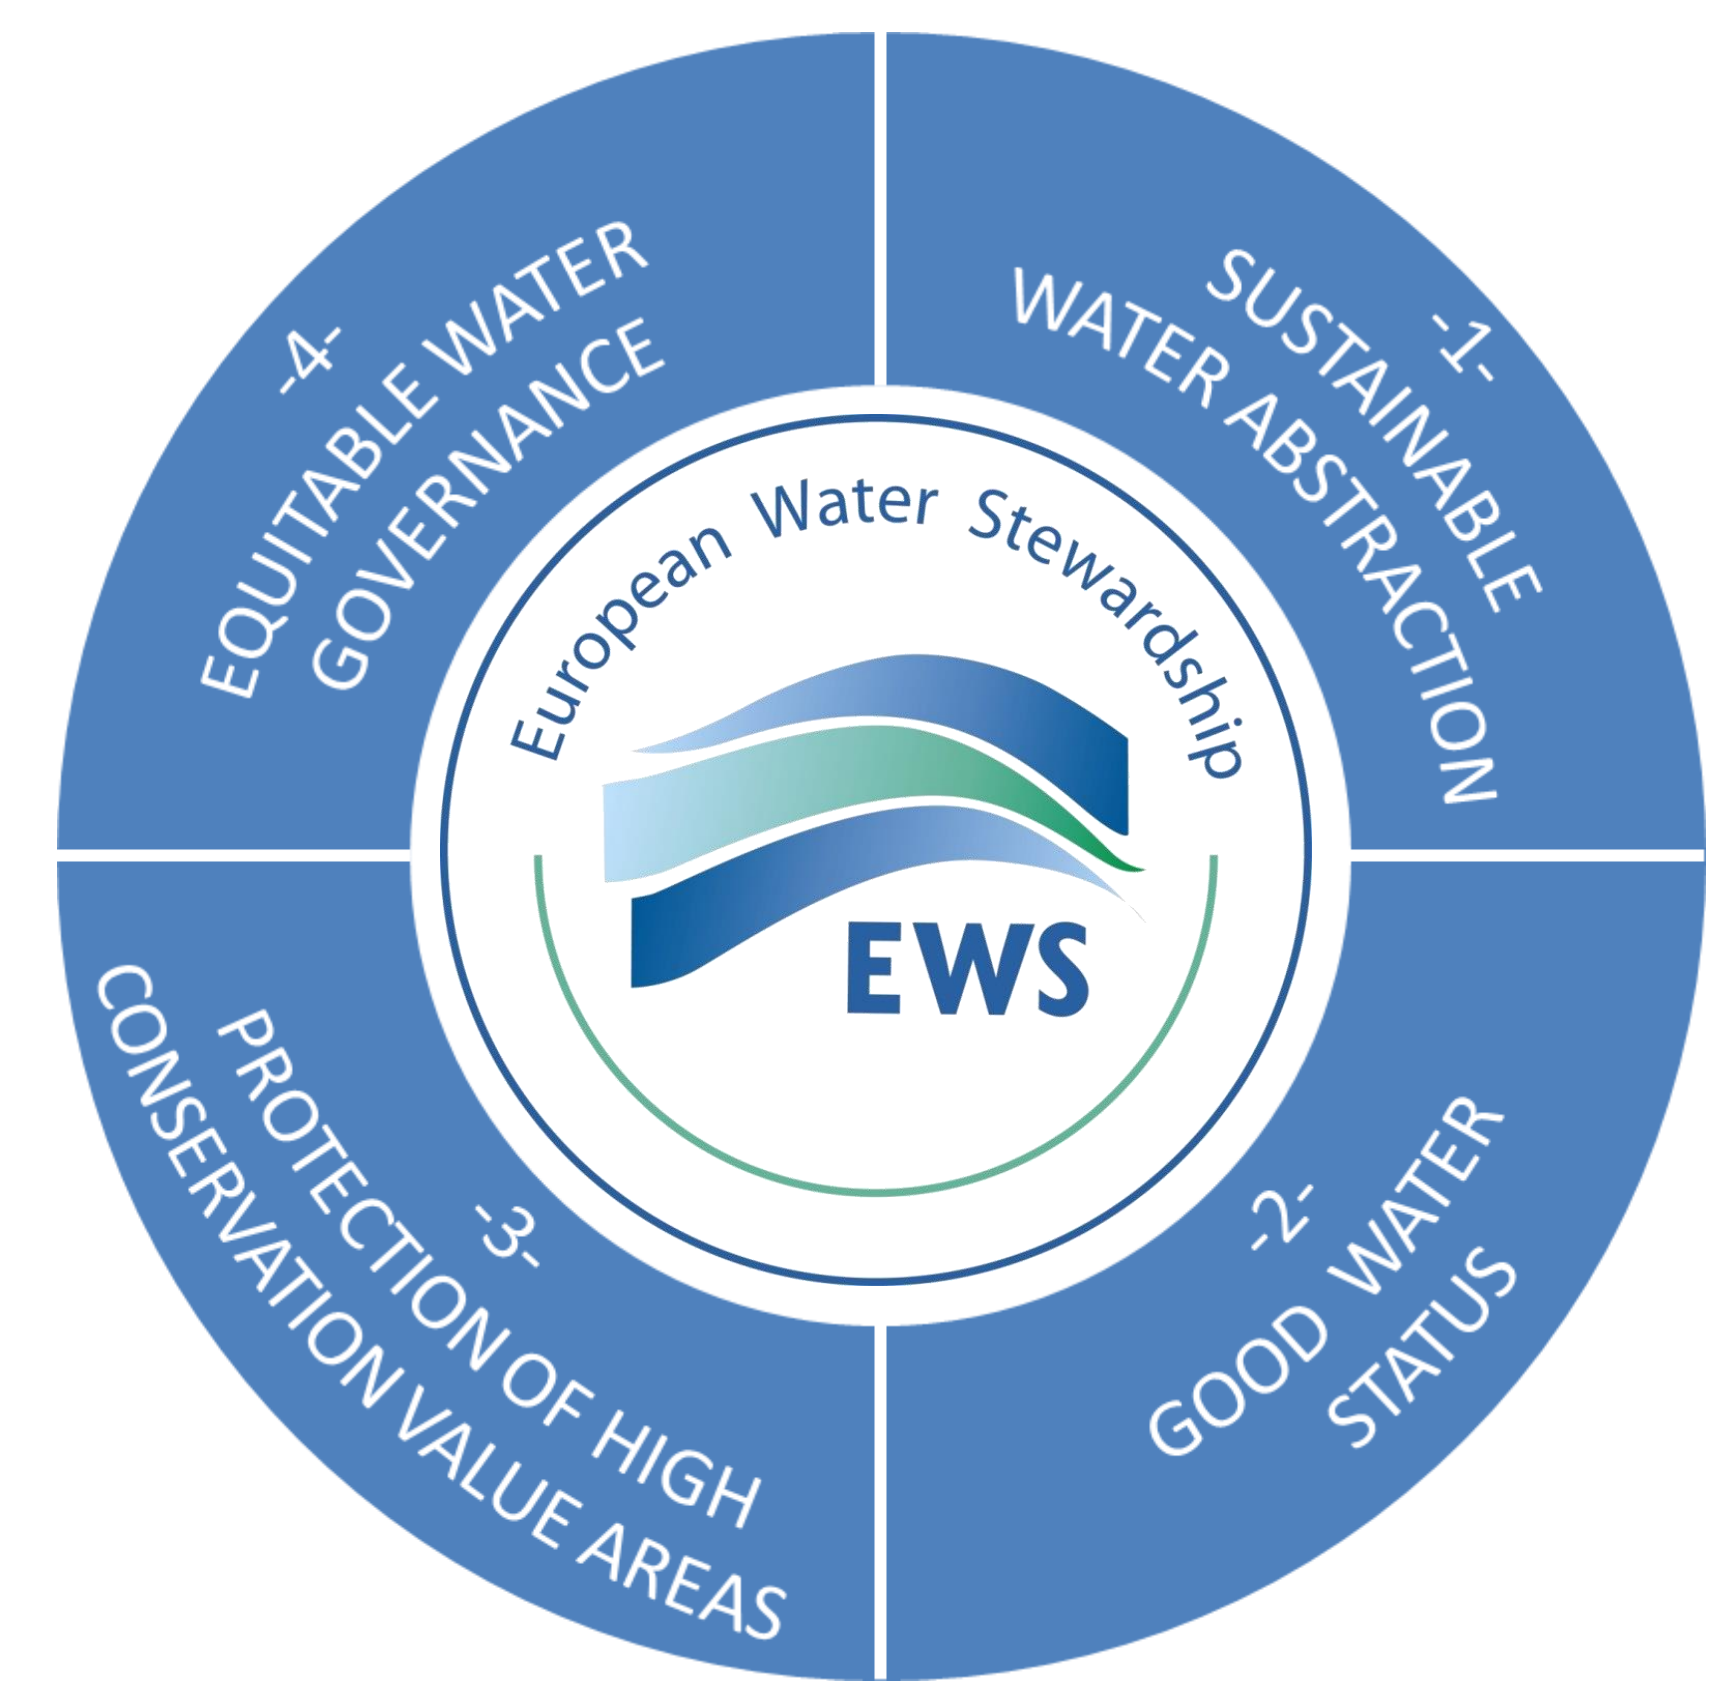 -1-
SUSTAINABLE
WATER ABSTRACTION
-2-
GOOD WATER
STATUS
-3-
PROTECTION OF HIGH
CONSERVATION VALUE AREAS
-4-
EQUITABLE WATER
GOVERNANCE
European Water Stewardship
EWS